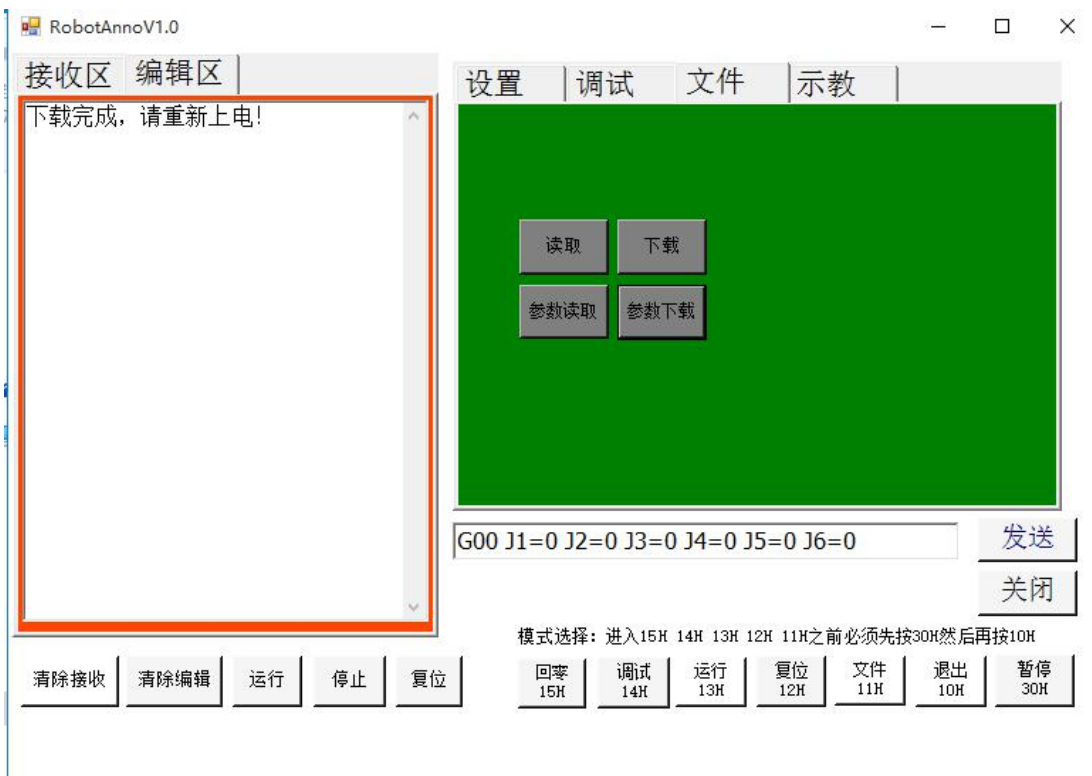 RobotAnnoV1.0
接收区 编辑区
设置 调试 文件 示教
下载完成，请重新上电！
读取 下载
参数读取 参数下载
G00 J1=0 J2=0 J3=0 J4=0 J5=0 J6=0
发送
关闭
模式选择：进入15H 14H 13H 12H 11H之前必须先按30H然后再按10H
清除接收 清除编辑 运行 停止 复位
回零 调试 运行 复位 文件 退出 暂停
15H 14H 13H 12H 11H 10H 30H